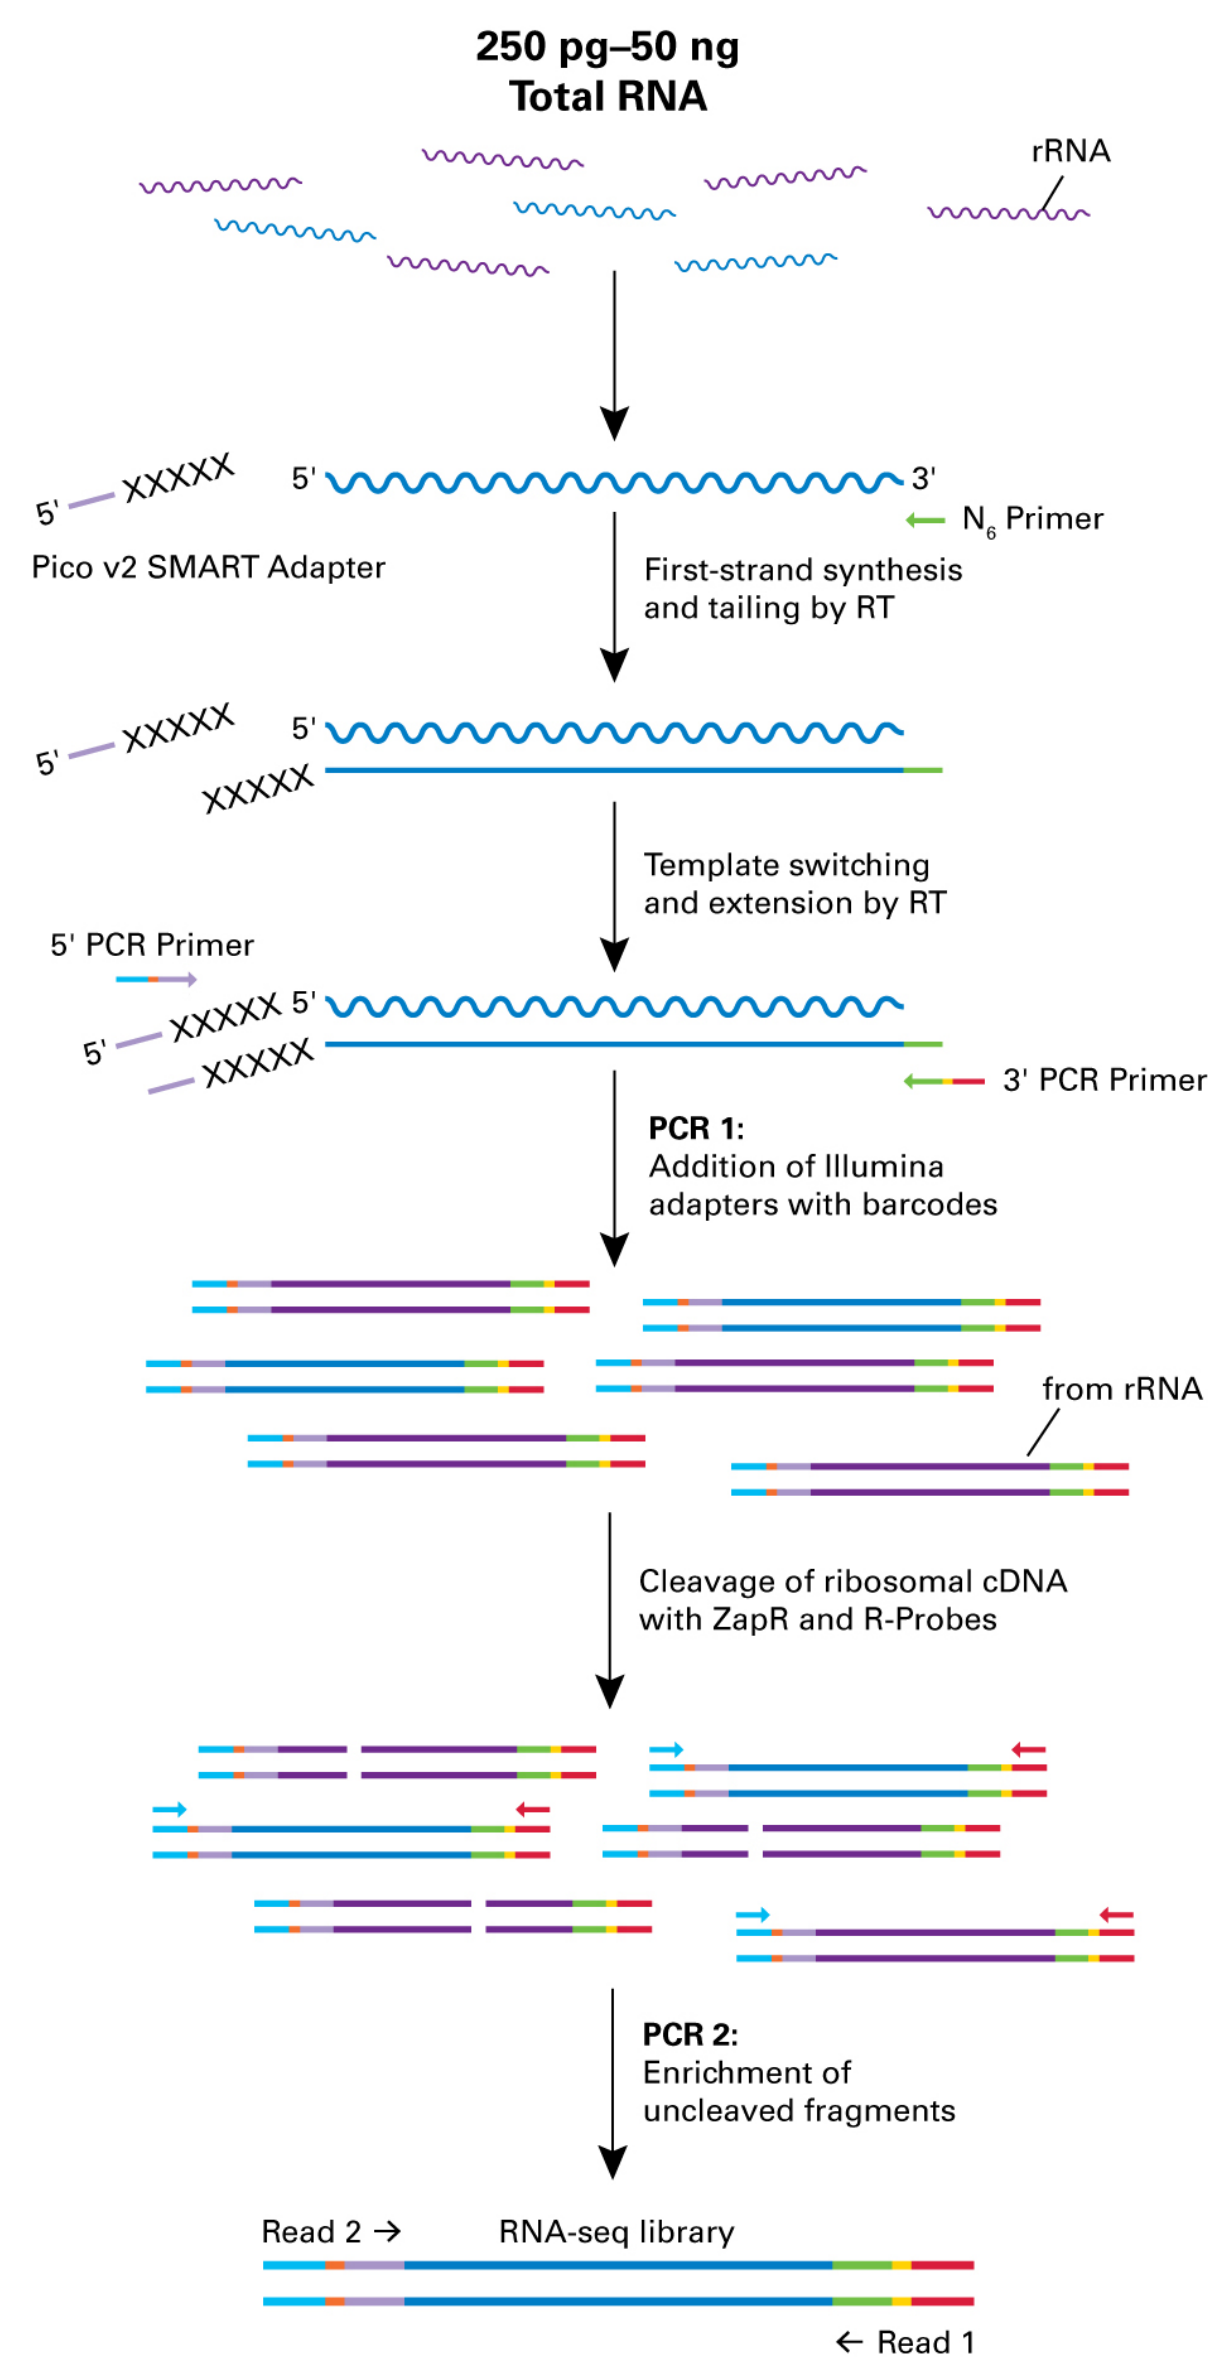 250 pg–50 ng
Total RNA
rRNA
5' XXXXX
5'
3'
N₆ Primer
Pico v2 SMART Adapter
First-strand synthesis
and tailing by RT
5' XXXXX
5'
XXXXX
Template switching
and extension by RT
5' PCR Primer
5' XXXXX
5'
XXXXX
3' PCR Primer
PCR 1:
Addition of Illumina
adapters with barcodes
from rRNA
Cleavage of ribosomal cDNA
with ZapR and R-Probes
PCR 2:
Enrichment of
uncleaved fragments
Read 2 →
RNA-seq library
← Read 1